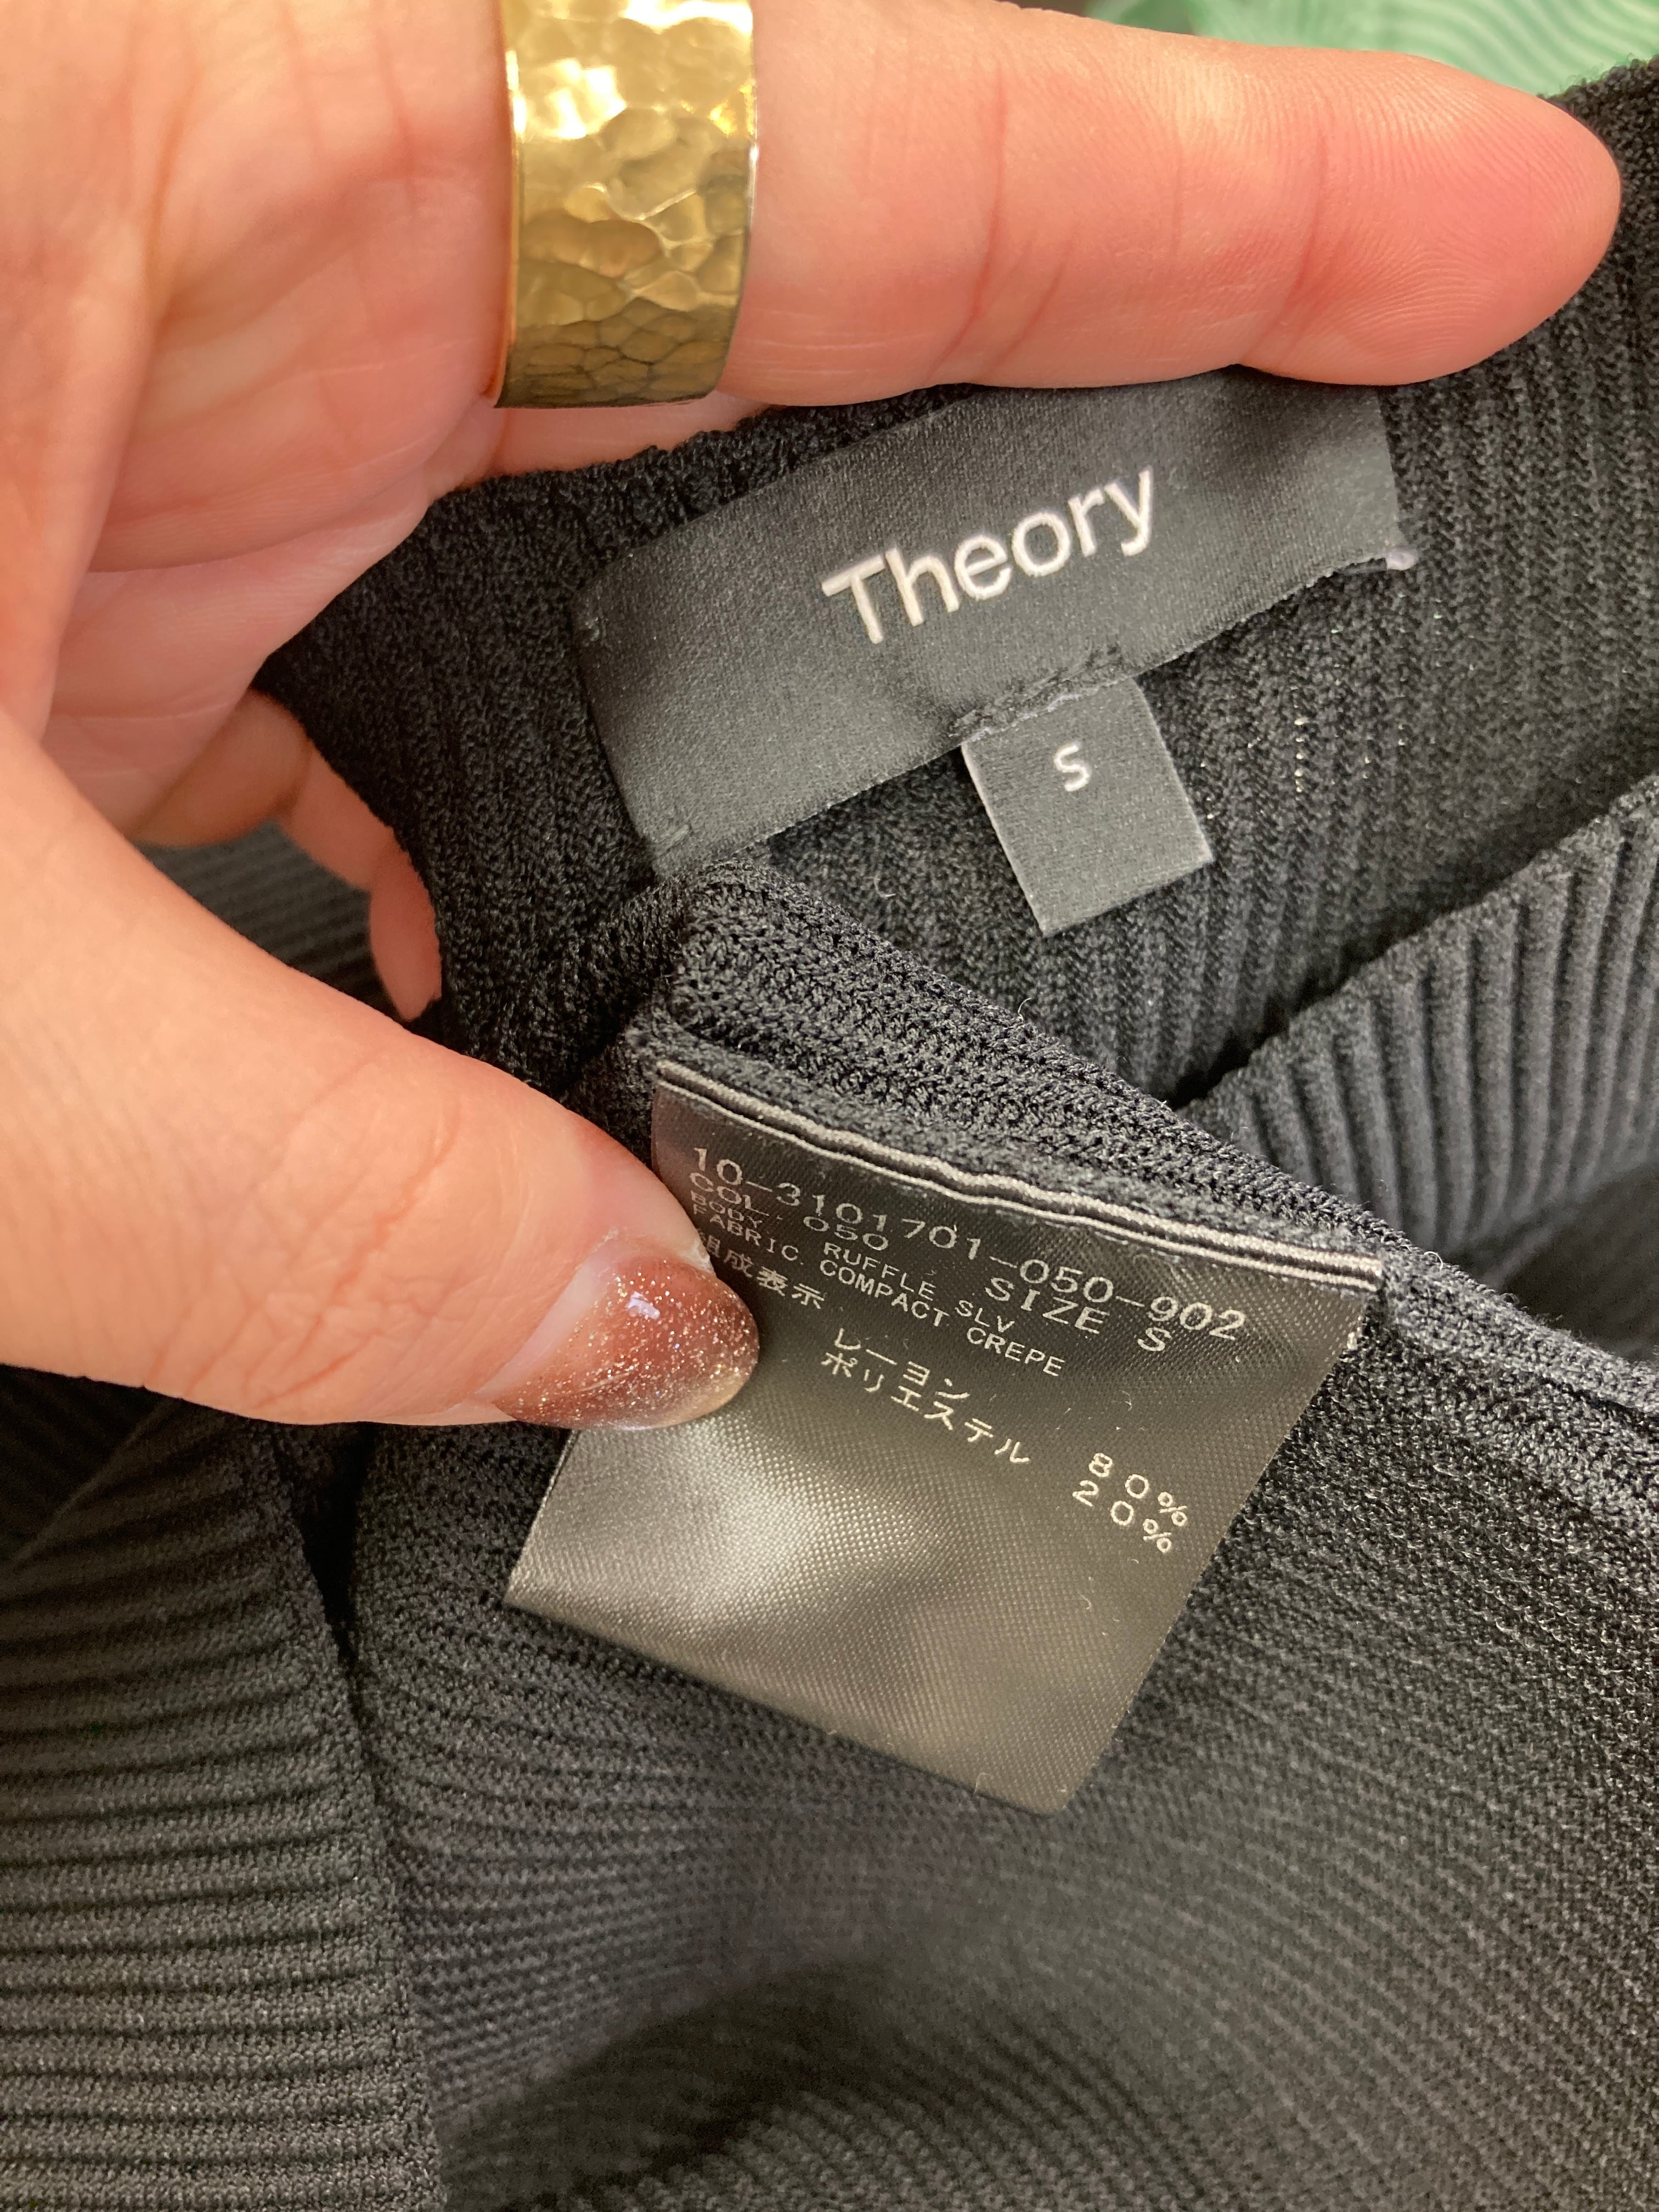 Theory
S
10-3101701-050-902
COL. 050 SIZE S
BODY. RUFFLE SLV
FABRIC. COMPACT CREPE
組成表示
レーヨン 80%
ポリエステル 20%